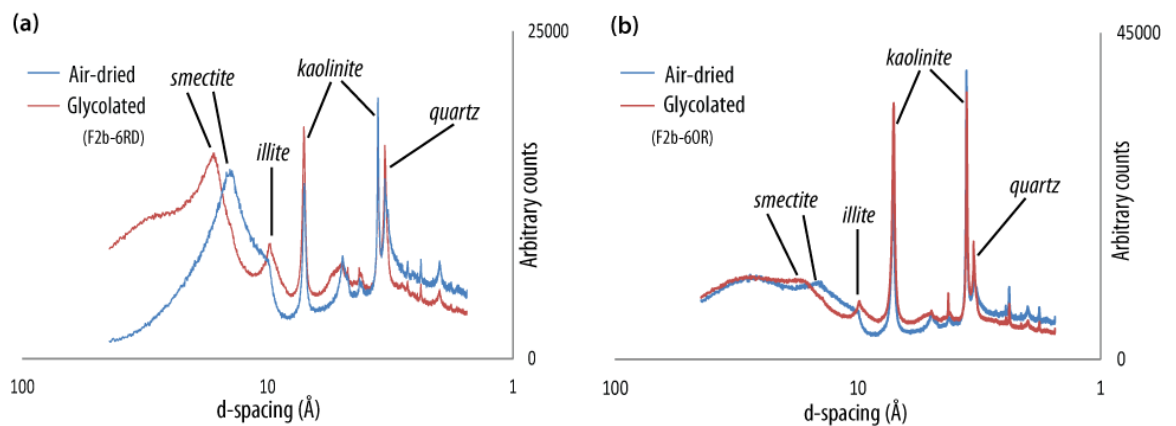 (a)
25000
Air-dried
Glycolated
(F2b-6RD)
smectite
illite
kaolinite
quartz
Arbitrary counts
0
100
10
1
d-spacing (Å)
(b)
45000
Air-dried
Glycolated
(F2b-6OR)
smectite
illite
kaolinite
quartz
Arbitrary counts
0
100
10
1
d-spacing (Å)